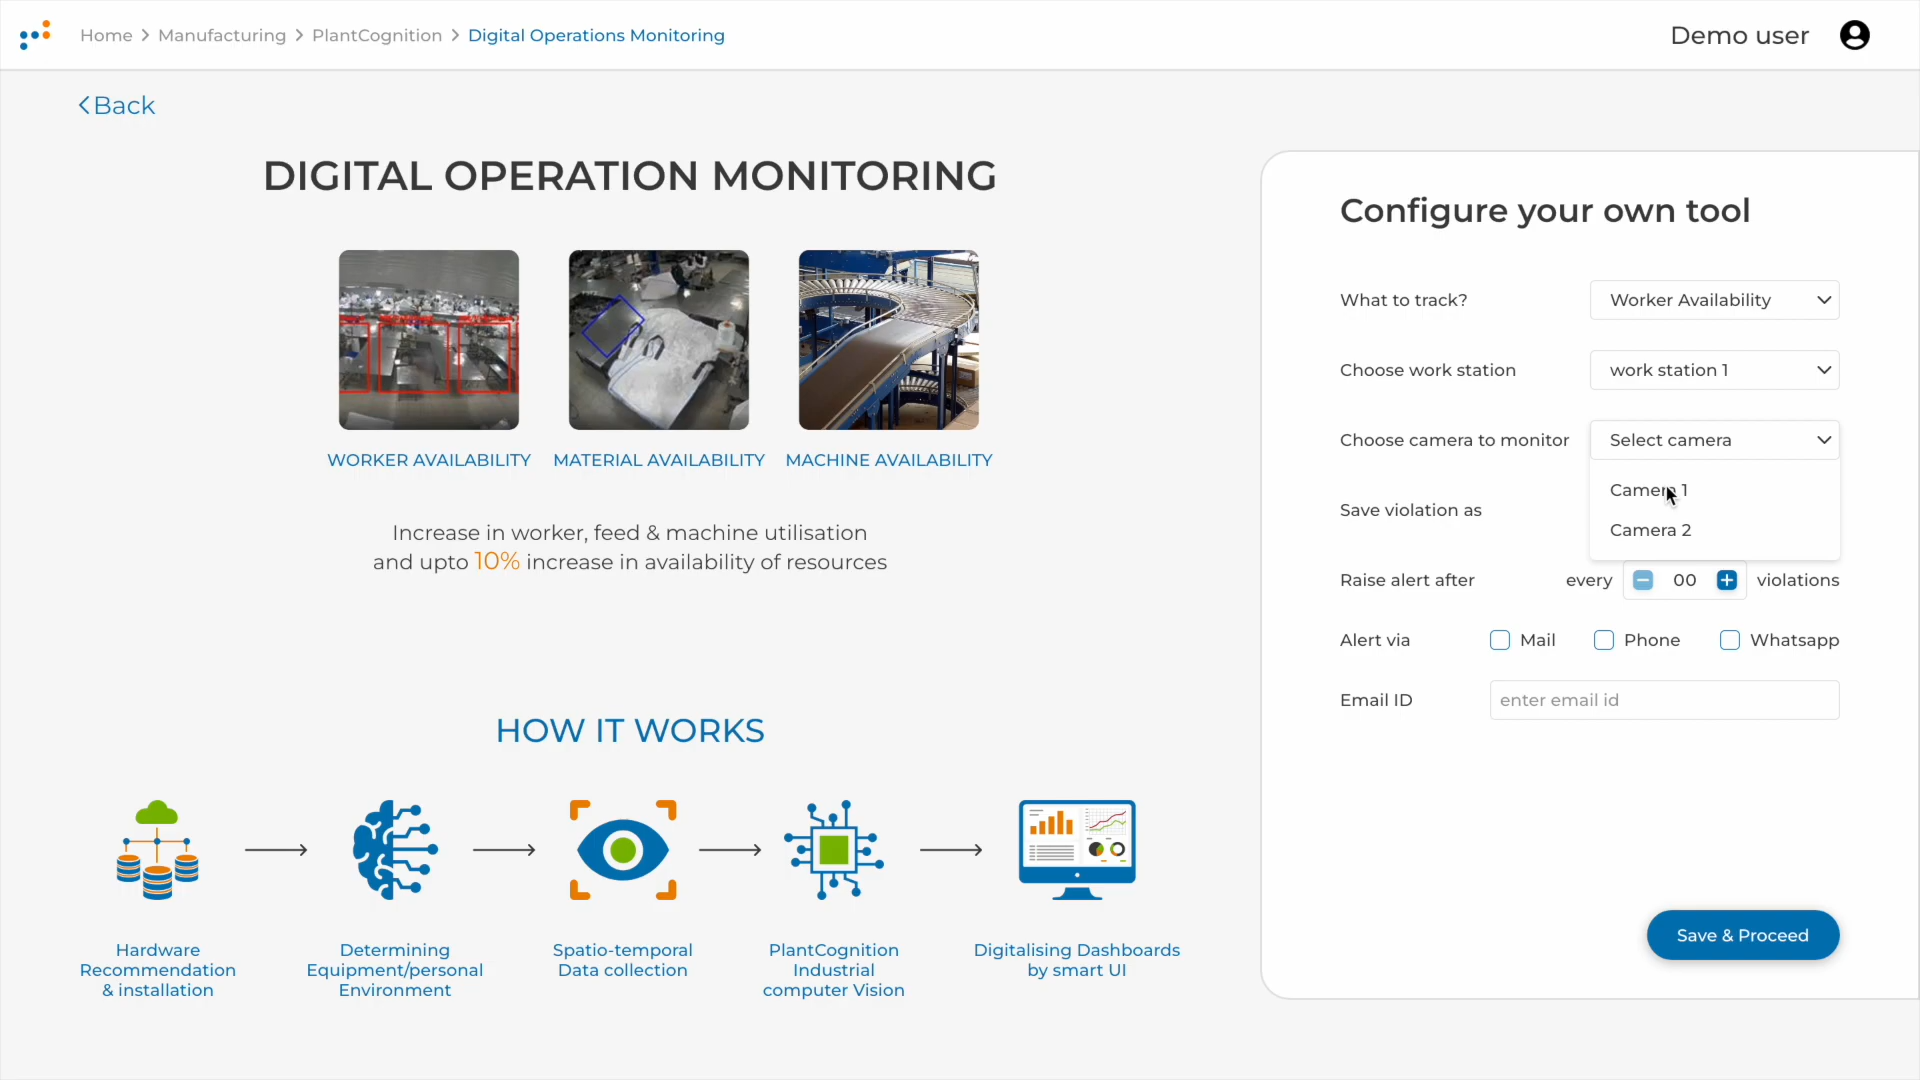 Home > Manufacturing > PlantCognition > Digital Operations Monitoring
Demo user
Back
DIGITAL OPERATION MONITORING
WORKER AVAILABILITY
MATERIAL AVAILABILITY
MACHINE AVAILABILITY
Increase in worker, feed & machine utilisation
and upto 10% increase in availability of resources
HOW IT WORKS
Hardware
Recommendation
& installation
Determining
Equipment/personal
Environment
Spatio-temporal
Data collection
PlantCognition
Industrial
computer Vision
Digitalising Dashboards
by smart UI
Configure your own tool
What to track? Worker Availability
Choose work station work station 1
Choose camera to monitor Select camera
Camera 1
Save violation as
Camera 2
Raise alert after every 00 violations
Alert via Mail Phone Whatsapp
Email ID enter email id
Save & Proceed